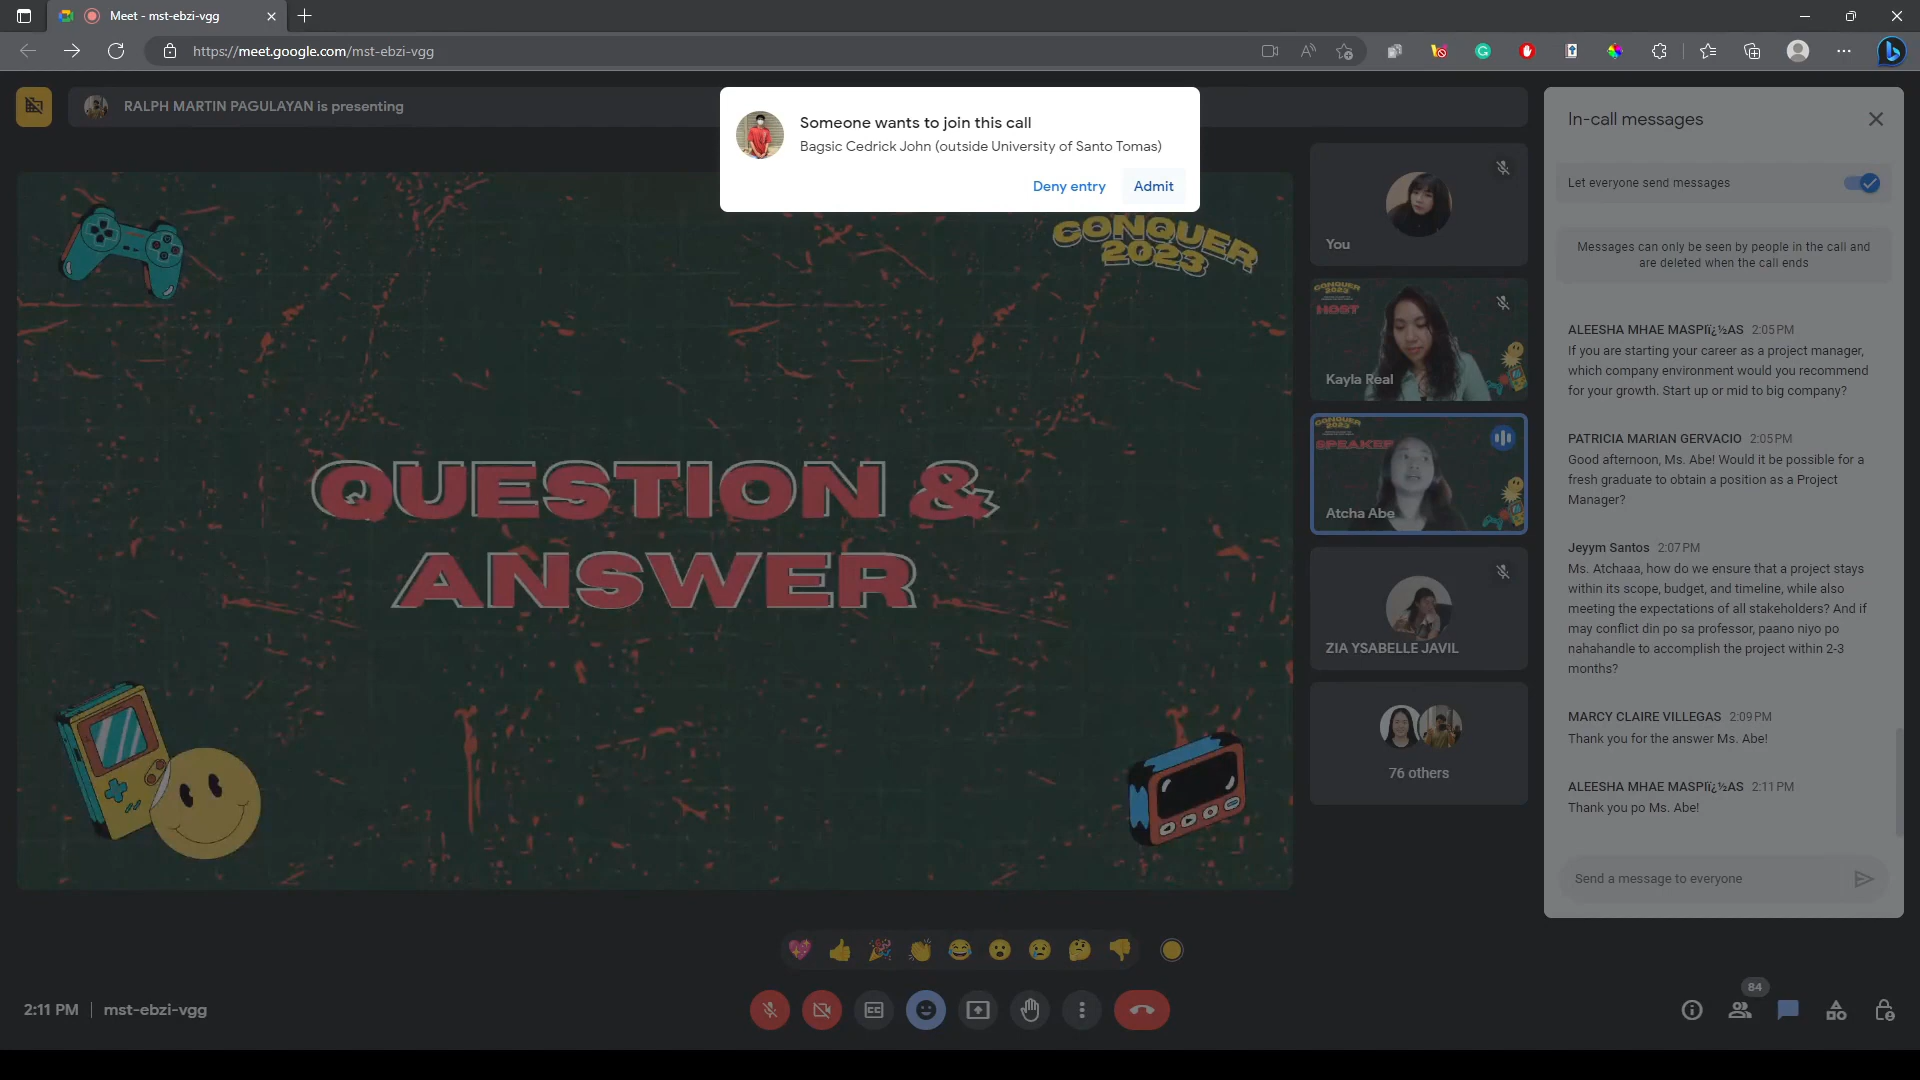 Meet - mst-ebzi-vgg
https://meet.google.com/mst-ebzi-vgg
RALPH MARTIN PAGULAYAN is presenting
Someone wants to join this call
Bagsic Cedrick John (outside University of Santo Tomas)
Deny entry
Admit
CONQUER
2023
QUESTION &
ANSWER
You
CONQUER
2023
HOST
Kayla Real
CONQUER
2023
SPEAKER
Atcha Abe
ZIA YSABELLE JAVIL
76 others
In-call messages
Let everyone send messages
Messages can only be seen by people in the call and
are deleted when the call ends
ALEESHA MHAE MASPIï¿½AS 2:05 PM
If you are starting your career as a project manager,
which company environment would you recommend
for your growth. Start up or mid to big company?
PATRICIA MARIAN GERVACIO 2:05 PM
Good afternoon, Ms. Abe! Would it be possible for a
fresh graduate to obtain a position as a Project
Manager?
Jeyym Santos 2:07 PM
Ms. Atchaaa, how do we ensure that a project stays
within its scope, budget, and timeline, while also
meeting the expectations of all stakeholders? And if
may conflict din po sa professor, paano niyo po
nahahandle to accomplish the project within 2-3
months?
MARCY CLAIRE VILLEGAS 2:09 PM
Thank you for the answer Ms. Abe!
ALEESHA MHAE MASPIï¿½AS 2:11 PM
Thank you po Ms. Abe!
Send a message to everyone
2:11 PM | mst-ebzi-vgg
84